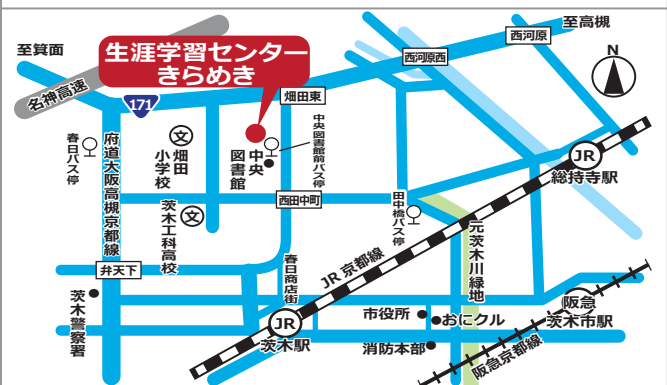 至箕面
至高槻
西河原
生涯学習センター
きらめき
西河原西
N
名神高速
171
畑田東
春日バス停
府道大阪高槻京都線
畑田
小学校
文
中央
図書館
中央図書館前バス停
JR
総持寺駅
西田中町
茨木工科高校
文
田中橋バス停
元茨木川緑地
JR京都線
春日商店街
弁天下
茨木警察署
JR
茨木駅
市役所
おにクル
消防本部
阪急
茨木市駅
阪急京都線